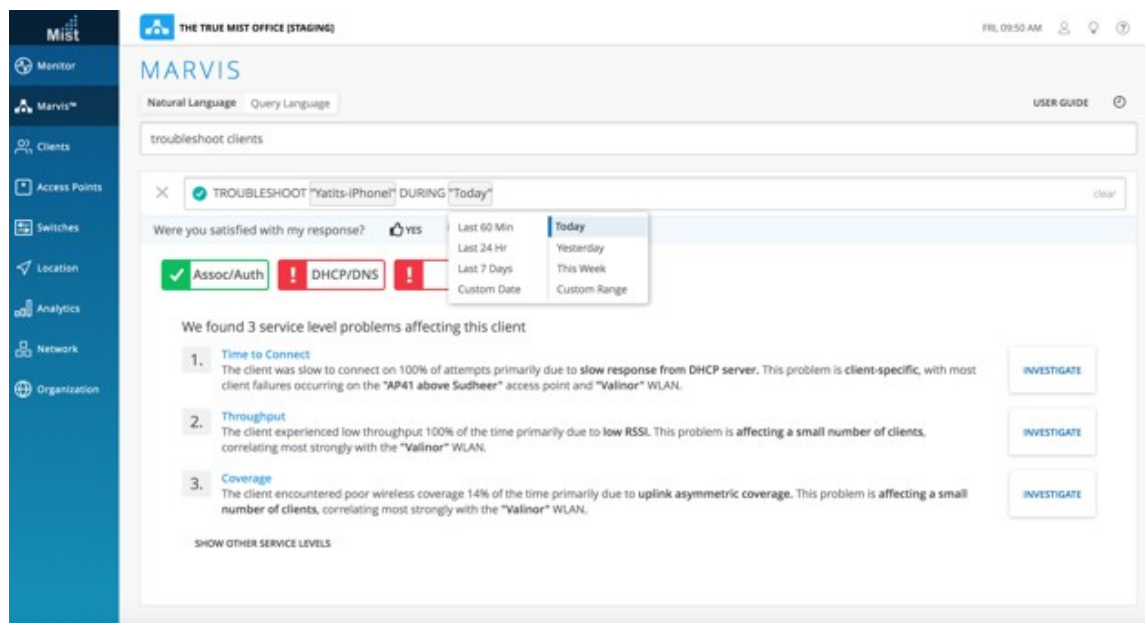 Mist
THE TRUE MIST OFFICE [STAGING]
FRI, 09:50 AM
Monitor
Marvis™
Clients
Access Points
Switches
Location
Analytics
Network
Organization
MARVIS
Natural Language Query Language
USER GUIDE
troubleshoot clients
TROUBLESHOOT "Yatits-iPhonel" DURING "Today"
clear
Were you satisfied with my response? YES
Last 60 Min Today
Last 24 Hr Yesterday
Last 7 Days This Week
Custom Date Custom Range
Assoc/Auth ! DHCP/DNS !
We found 3 service level problems affecting this client
1. Time to Connect
The client was slow to connect on 100% of attempts primarily due to slow response from DHCP server. This problem is client-specific, with most
client failures occurring on the "AP41 above Sudheer" access point and "Valinor" WLAN.
INVESTIGATE
2. Throughput
The client experienced low throughput 100% of the time primarily due to low RSSI. This problem is affecting a small number of clients,
correlating most strongly with the "Valinor" WLAN.
INVESTIGATE
3. Coverage
The client encountered poor wireless coverage 14% of the time primarily due to uplink asymmetric coverage. This problem is affecting a small
number of clients, correlating most strongly with the "Valinor" WLAN.
INVESTIGATE
SHOW OTHER SERVICE LEVELS